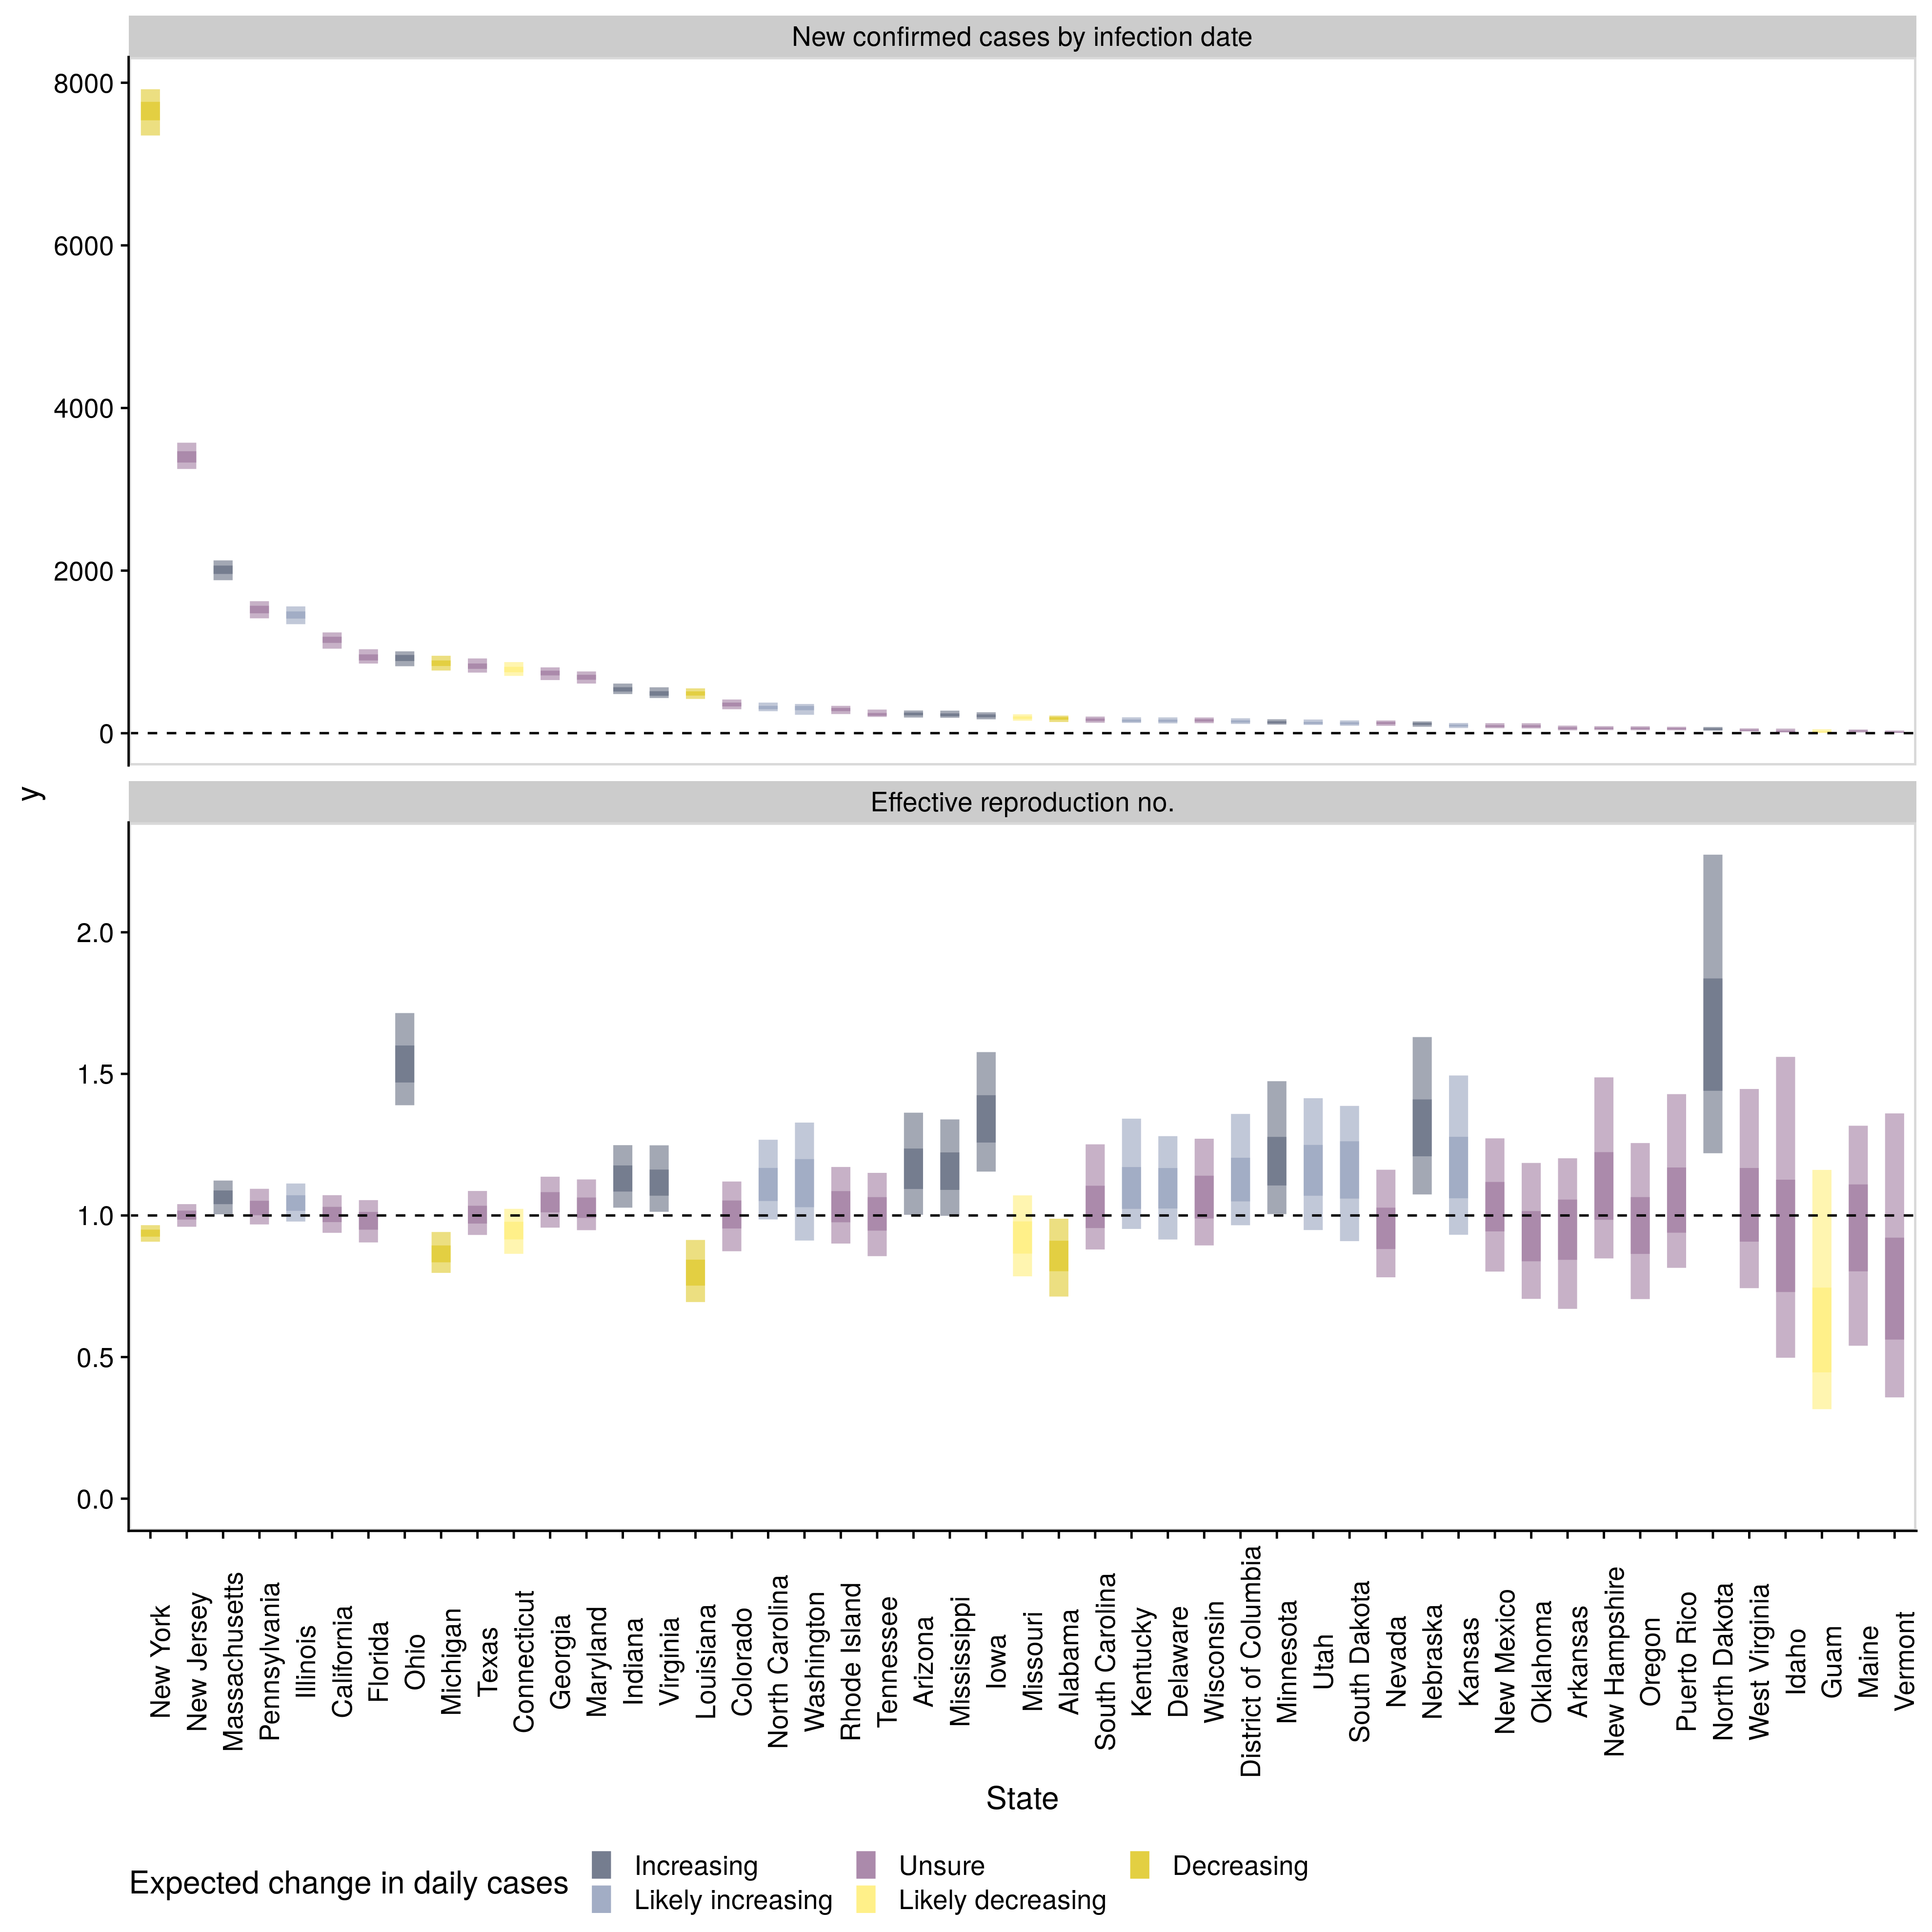 New confirmed cases by infection date
8000
6000
4000
2000
0
y
Effective reproduction no.
2.0
1.5
1.0
0.5
0.0
New York
New Jersey
Massachusetts
Pennsylvania
Illinois
California
Florida
Ohio
Michigan
Texas
Connecticut
Georgia
Maryland
Indiana
Virginia
Louisiana
Colorado
North Carolina
Washington
Rhode Island
Tennessee
Arizona
Mississippi
Iowa
Missouri
Alabama
South Carolina
Kentucky
Delaware
Wisconsin
District of Columbia
Minnesota
Utah
South Dakota
Nevada
Nebraska
Kansas
New Mexico
Oklahoma
Arkansas
New Hampshire
Oregon
Puerto Rico
North Dakota
West Virginia
Idaho
Guam
Maine
Vermont
State
Expected change in daily cases
Increasing
Unsure
Decreasing
Likely increasing
Likely decreasing